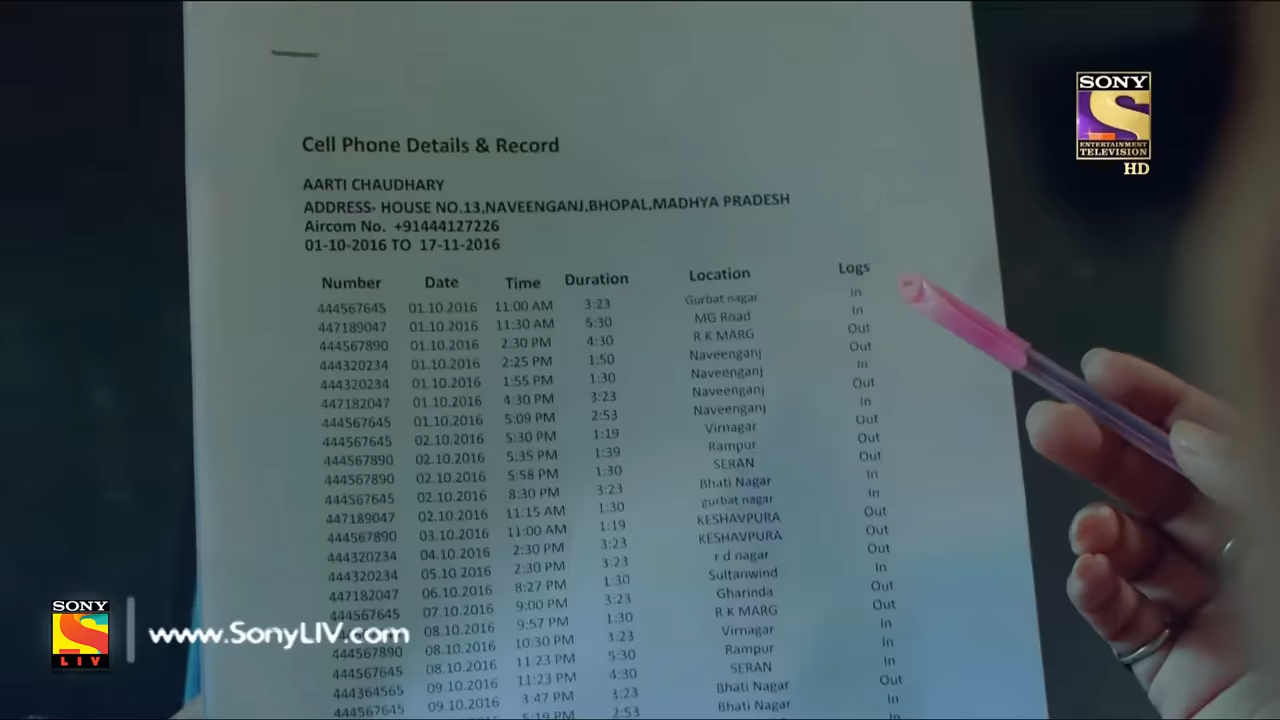 SONY
ENTERTAINMENT
TELEVISION
HD
Cell Phone Details & Record
AARTI CHAUDHARY
ADDRESS- HOUSE NO.13,NAVEENGANJ,BHOPAL,MADHYA PRADESH
Aircom No. +91444127226
01-10-2016 TO 17-11-2016
Number Date Time Duration Location Logs
444567645 01.10.2016 11:00 AM 3:23 Gurbat nagar In
447189047 01.10.2016 11:30 AM 5:30 MG Road In
444567890 01.10.2016 2:30 PM 4:30 R K MARG Out
444320234 01.10.2016 2:25 PM 1:50 Naveenganj Out
444320234 01.10.2016 1:55 PM 1:30 Naveenganj In
447182047 01.10.2016 4:30 PM 3:23 Naveenganj Out
444567645 01.10.2016 5:09 PM 2:53 Naveenganj In
444567645 02.10.2016 5:30 PM 1:19 Virnagar Out
444567890 02.10.2016 5:35 PM 1:39 Rampur Out
444567890 02.10.2016 5:58 PM 1:30 SERAN Out
444567645 02.10.2016 8:30 PM 3:23 Bhati Nagar In
447189047 02.10.2016 11:15 AM 1:30 gurbat nagar In
444567890 03.10.2016 11:00 AM 1:19 KESHAVPURA Out
444320234 04.10.2016 2:30 PM 3:23 KESHAVPURA Out
444320234 05.10.2016 2:30 PM 3:23 r d nagar Out
447182047 06.10.2016 8:27 PM 1:30 Sultanwind In
444567645 07.10.2016 9:00 PM 3:23 Gharinda Out
08.10.2016 9:57 PM 1:30 R K MARG Out
444567890 08.10.2016 10:30 PM 3:23 Virnagar In
444567645 08.10.2016 11:23 PM 5:30 Rampur In
444364565 09.10.2016 11:23 PM 4:30 SERAN Out
444567645 09.10.2016 3:47 PM 3:23 Bhati Nagar In
5:19 PM 2:53 Bhati Nagar In
SONY
LIV
www.SonyLIV.com